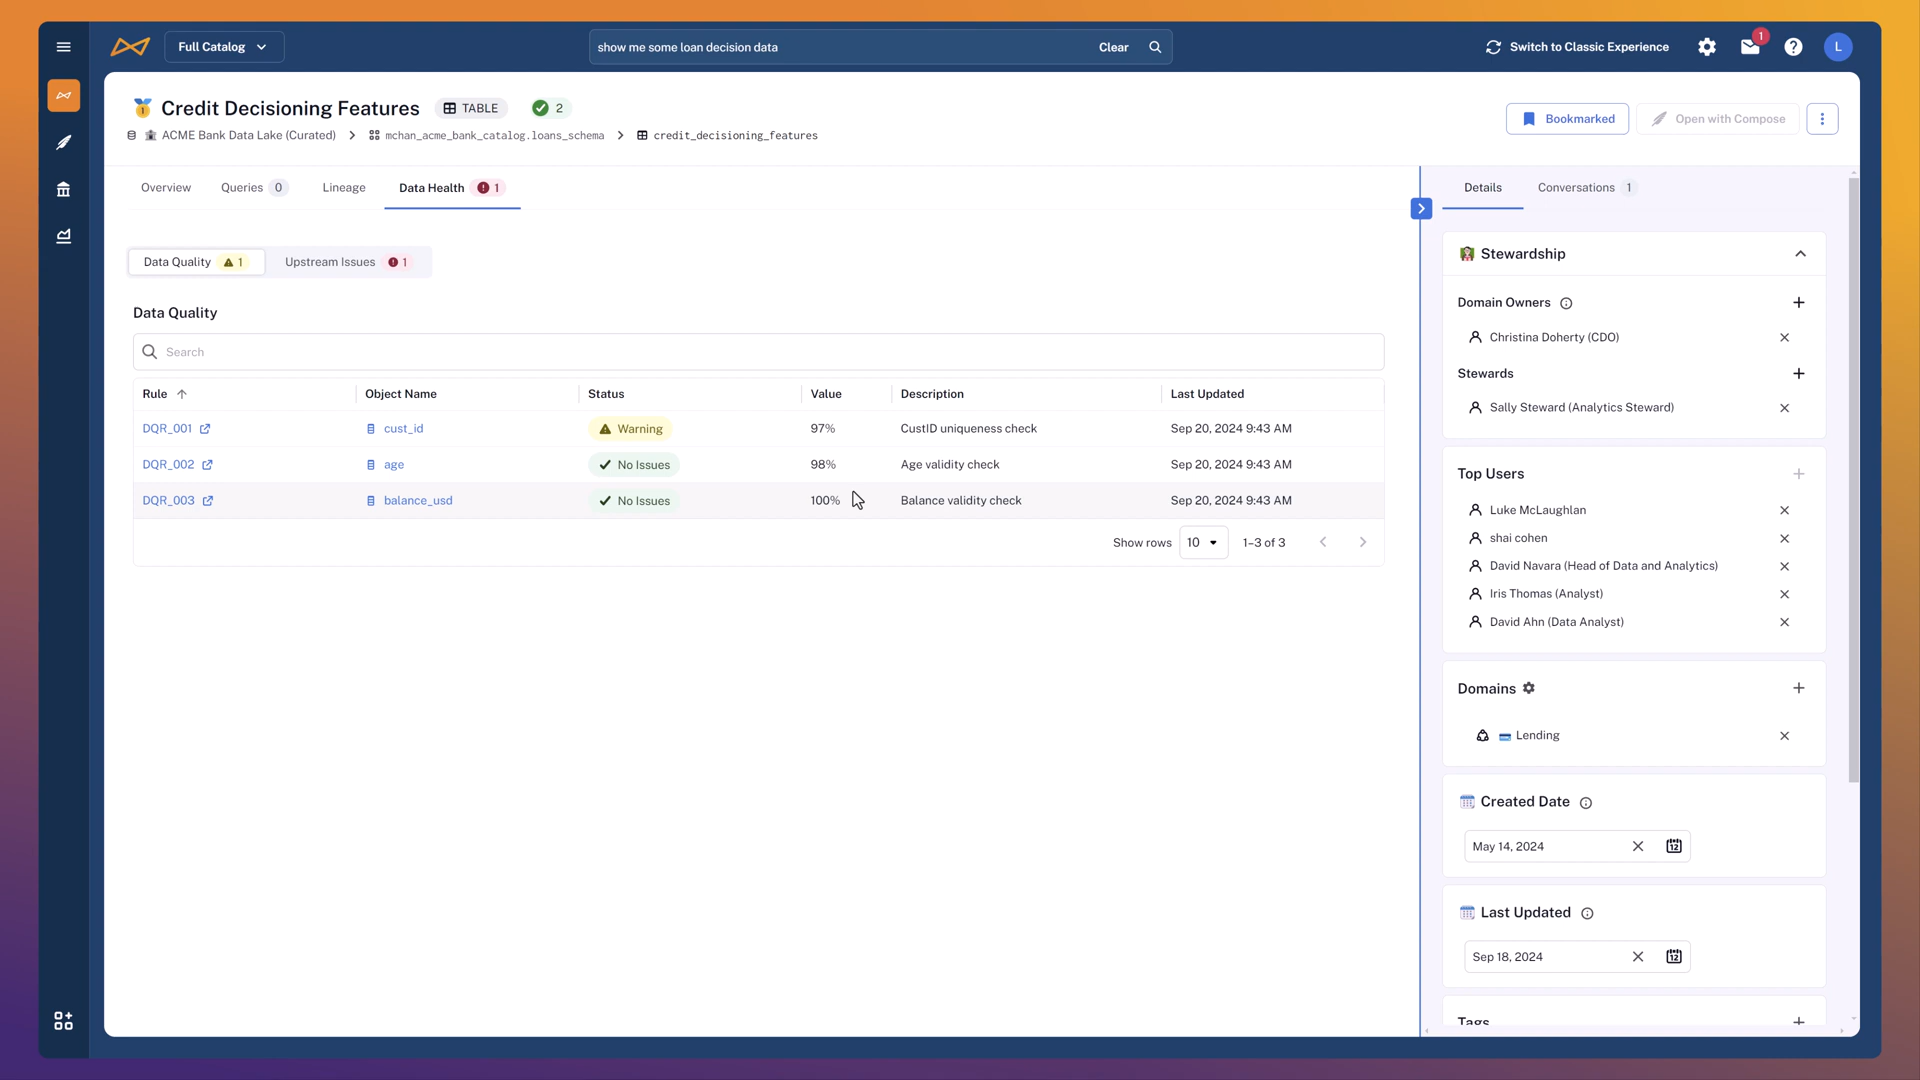 Full Catalog
show me some loan decision data
Clear
Switch to Classic Experience
1
L
1
Credit Decisioning Features
TABLE
2
Bookmarked
Open with Compose
ACME Bank Data Lake (Curated)
mchan_acme_bank_catalog.loans_schema
credit_decisioning_features
Overview
Queries 0
Lineage
Data Health 1
Details
Conversations 1
Data Quality 1
Upstream Issues 1
Data Quality
Search
Rule Object Name Status Value Description Last Updated
DQR_001 cust_id Warning 97% CustID uniqueness check Sep 20, 2024 9:43 AM
DQR_002 age No Issues 98% Age validity check Sep 20, 2024 9:43 AM
DQR_003 balance_usd No Issues 100% Balance validity check Sep 20, 2024 9:43 AM
Show rows 10 1–3 of 3
Stewardship
Domain Owners
Christina Doherty (CDO)
Stewards
Sally Steward (Analytics Steward)
Top Users
Luke McLaughlan
shai cohen
David Navara (Head of Data and Analytics)
Iris Thomas (Analyst)
David Ahn (Data Analyst)
Domains
Lending
Created Date
May 14, 2024
12
Last Updated
Sep 18, 2024
12
Tags